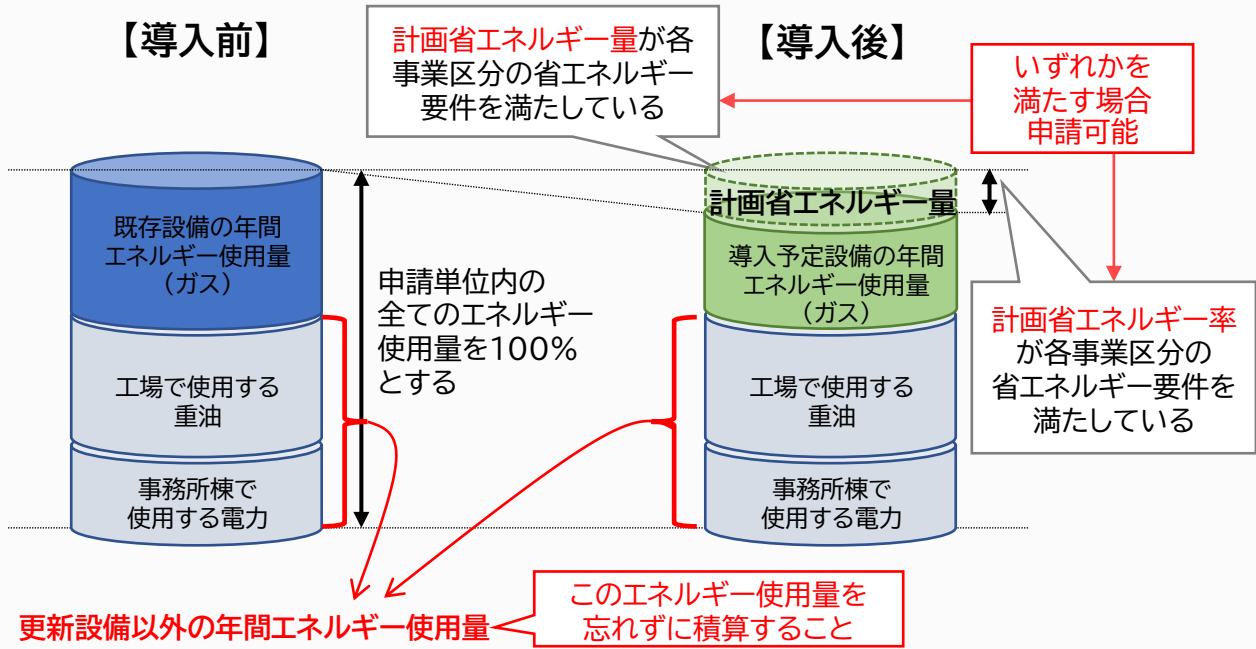 【導入前】
計画省エネルギー量が各
事業区分の省エネルギー
要件を満たしている
【導入後】
いずれかを
満たす場合
申請可能
既存設備の年間
エネルギー使用量
（ガス）
工場で使用する
重油
事務所棟で
使用する電力
申請単位内の
全てのエネルギー
使用量を100%
とする
計画省エネルギー量
導入予定設備の年間
エネルギー使用量
（ガス）
工場で使用する
重油
事務所棟で
使用する電力
計画省エネルギー率
が各事業区分の
省エネルギー要件を
満たしている
更新設備以外の年間エネルギー使用量
このエネルギー使用量を
忘れずに積算すること